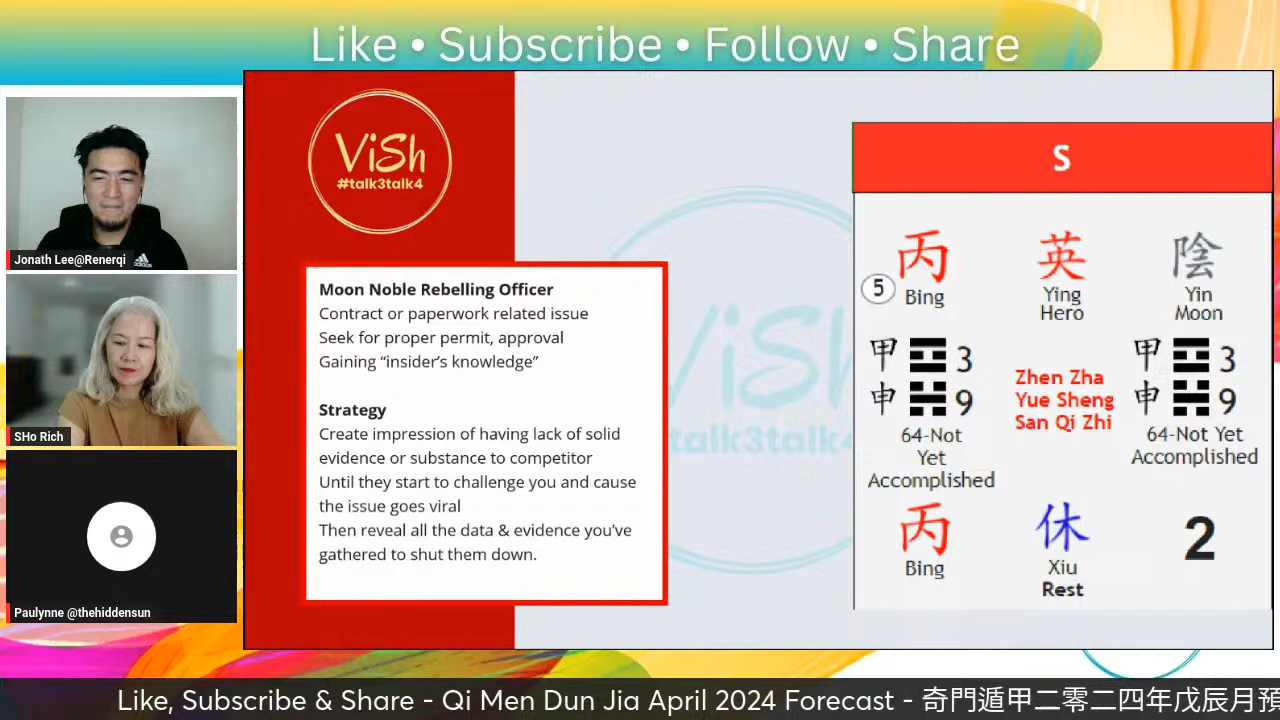 Like • Subscribe • Follow • Share
Jonath Lee@Renerqi
SHo Rich
Paulynne @thehiddensun
ViSh
#talk3talk4
Moon Noble Rebelling Officer
Contract or paperwork related issue
Seek for proper permit, approval
Gaining “insider’s knowledge”
Strategy
Create impression of having lack of solid
evidence or substance to competitor
Until they start to challenge you and cause
the issue goes viral
Then reveal all the data & evidence you’ve
gathered to shut them down.
ViSh
talk3talk4
S
丙 英 陰
5 Bing Ying Yin
Hero Moon
甲 3 甲 3
申 9 申 9
Zhen Zha
Yue Sheng
San Qi Zhi
64-Not
Yet
Accomplished
64-Not Yet
Accomplished
丙 休 2
Bing Xiu
Rest
Like, Subscribe & Share - Qi Men Dun Jia April 2024 Forecast - 奇門遁甲二零二四年戊辰月預